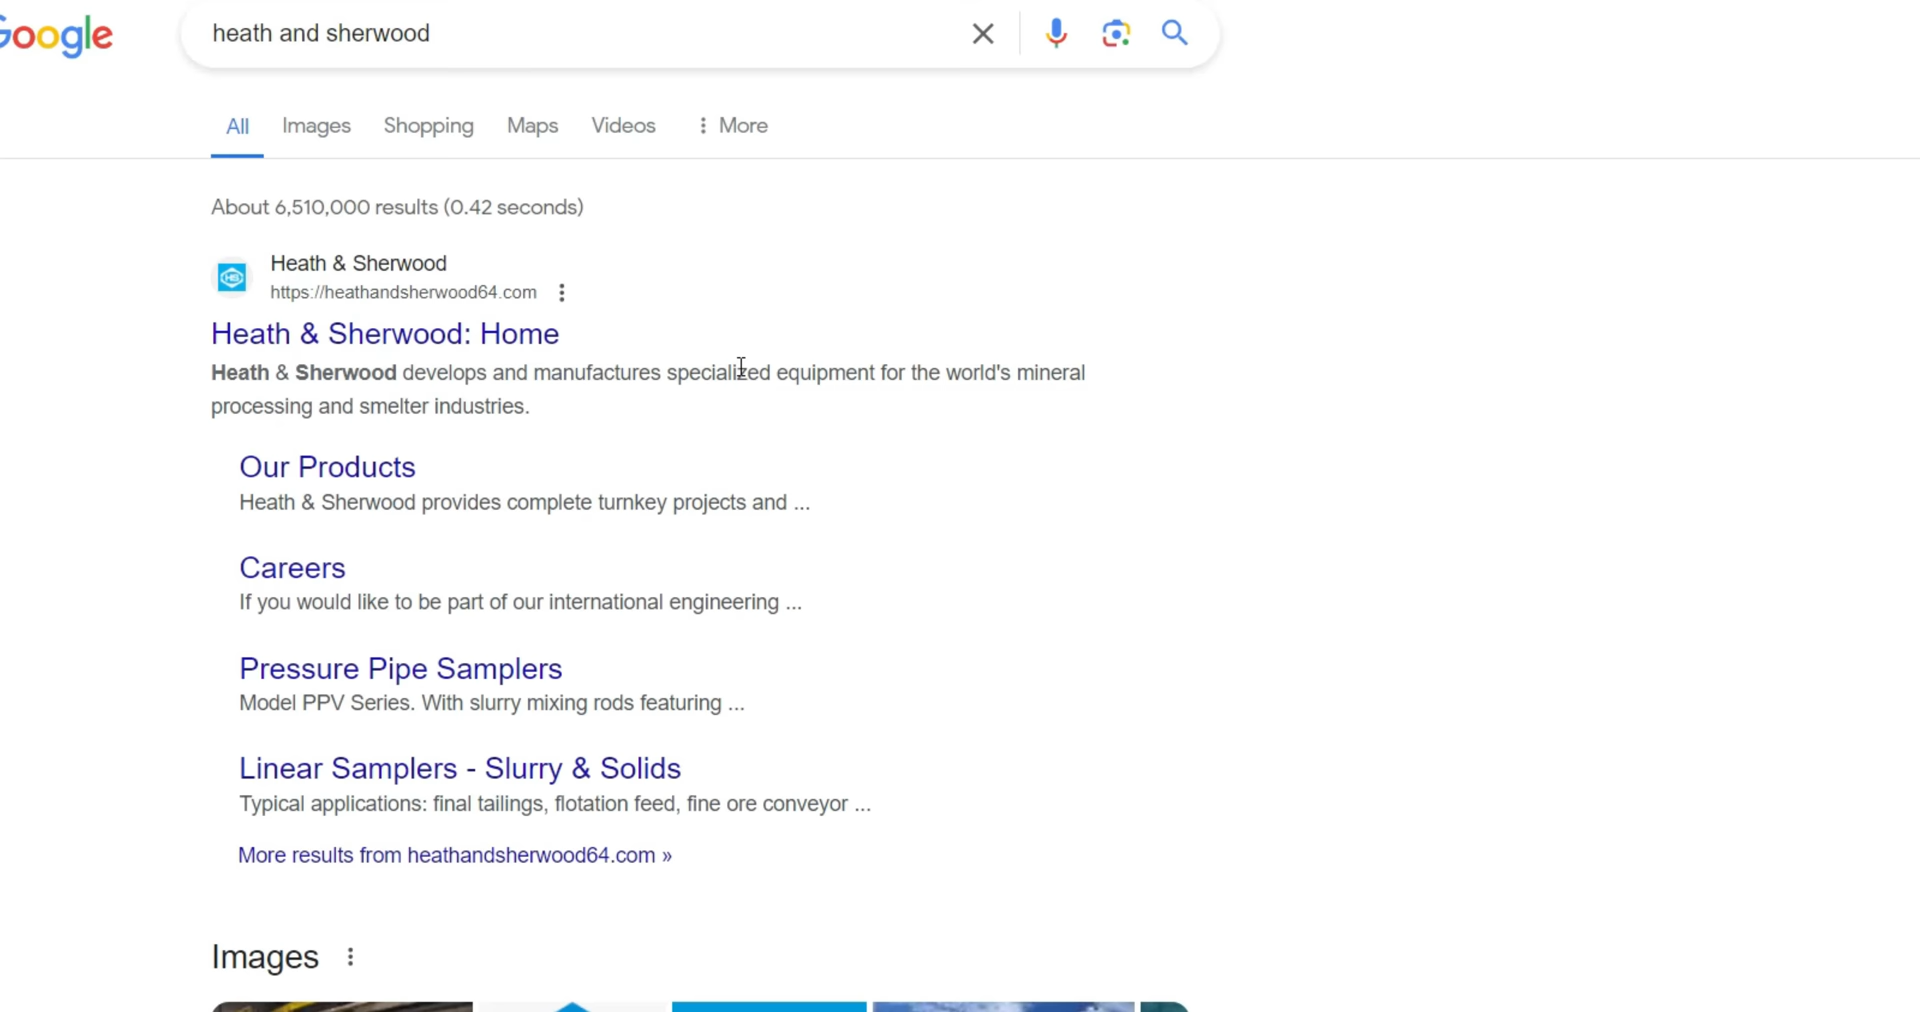 Google
heath and sherwood
All Images Shopping Maps Videos More
About 6,510,000 results (0.42 seconds)
HS
Heath & Sherwood
https://heathandsherwood64.com
Heath & Sherwood: Home
Heath & Sherwood develops and manufactures specialized equipment for the world's mineral
processing and smelter industries.
Our Products
Heath & Sherwood provides complete turnkey projects and ...
Careers
If you would like to be part of our international engineering ...
Pressure Pipe Samplers
Model PPV Series. With slurry mixing rods featuring ...
Linear Samplers - Slurry & Solids
Typical applications: final tailings, flotation feed, fine ore conveyor ...
More results from heathandsherwood64.com »
Images